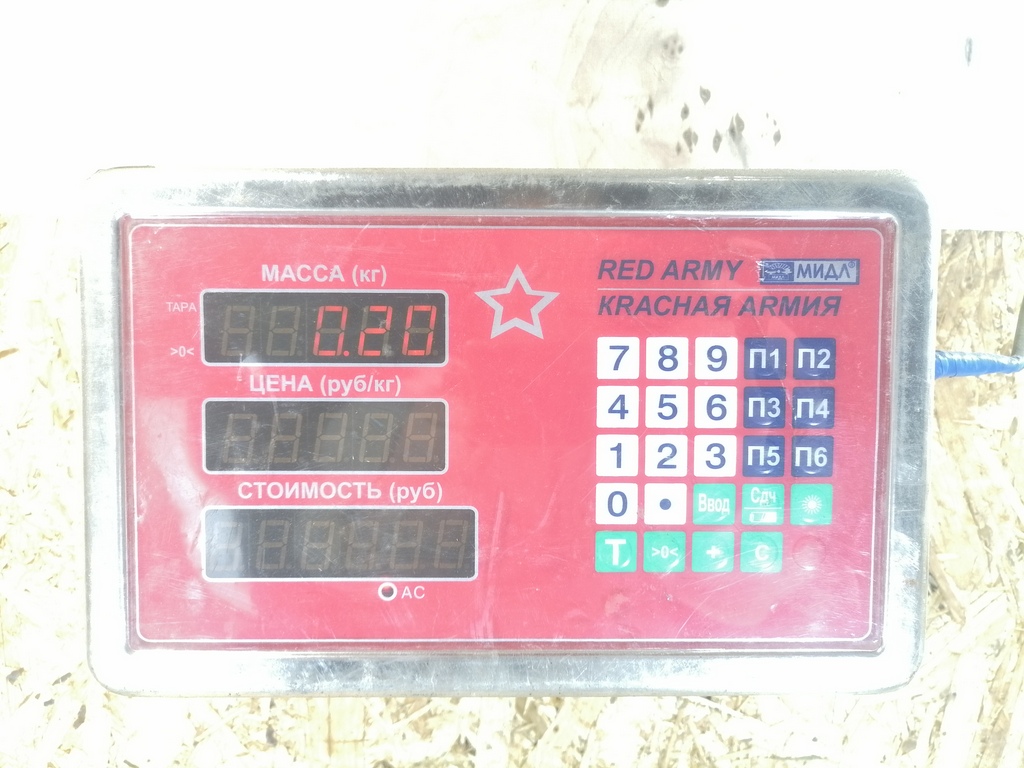 МАССА (кг)
ТАРА
0.20
>0<
ЦЕНА (руб/кг)
СТОИМОСТЬ (руб)
AC
RED ARMY МИДЛ®
КRАСНАЯ ARMИЯ
7 8 9 П1 П2
4 5 6 П3 П4
1 2 3 П5 П6
0 • Ввод Сдч
T >0< + C